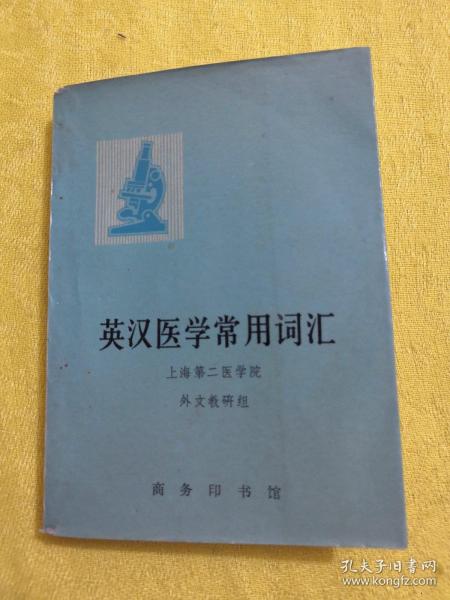 英汉医学常用词汇
上海第二医学院
外文教研组
商务印书馆
孔夫子旧书网
www.kongfz.com